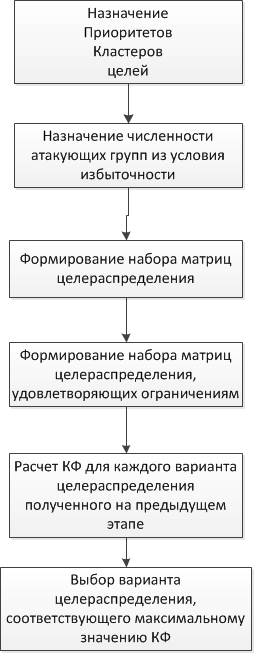 Назначение
Приоритетов
Кластеров
целей
Назначение численности
атакующих групп из условия
избыточности
Формирование набора матриц
целераспределения
Формирование набора матриц
целераспределения,
удовлетворяющих ограничениям
Расчет КФ для каждого варианта
целераспределения
полученного на предыдущем
этапе
Выбор варианта
целераспределения,
соответствующего максимальному
значению КФ